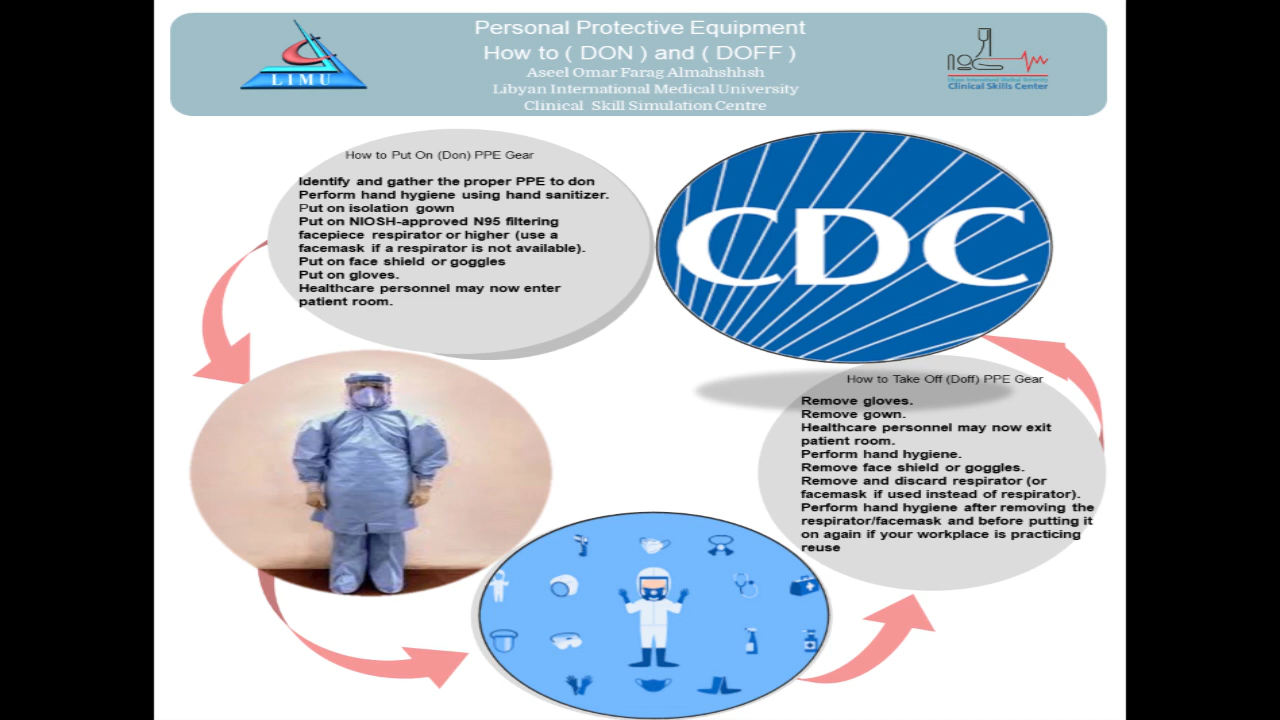 Personal Protective Equipment
How to ( DON ) and ( DOFF )
Aseel Omar Farag Almahshhsh
Libyan International Medical University
Clinical Skill Simulation Centre
LIMU
Libyan International Medical University
Clinical Skills Center
How to Put On (Don) PPE Gear
Identify and gather the proper PPE to don
Perform hand hygiene using hand sanitizer.
Put on isolation gown
Put on NIOSH-approved N95 filtering
facepiece respirator or higher (use a
facemask if a respirator is not available).
Put on face shield or goggles
Put on gloves.
Healthcare personnel may now enter
patient room.
CDC
How to Take Off (Doff) PPE Gear
Remove gloves.
Remove gown.
Healthcare personnel may now exit
patient room.
Perform hand hygiene.
Remove face shield or goggles.
Remove and discard respirator (or
facemask if used instead of respirator).
Perform hand hygiene after removing the
respirator/facemask and before putting it
on again if your workplace is practicing
reuse